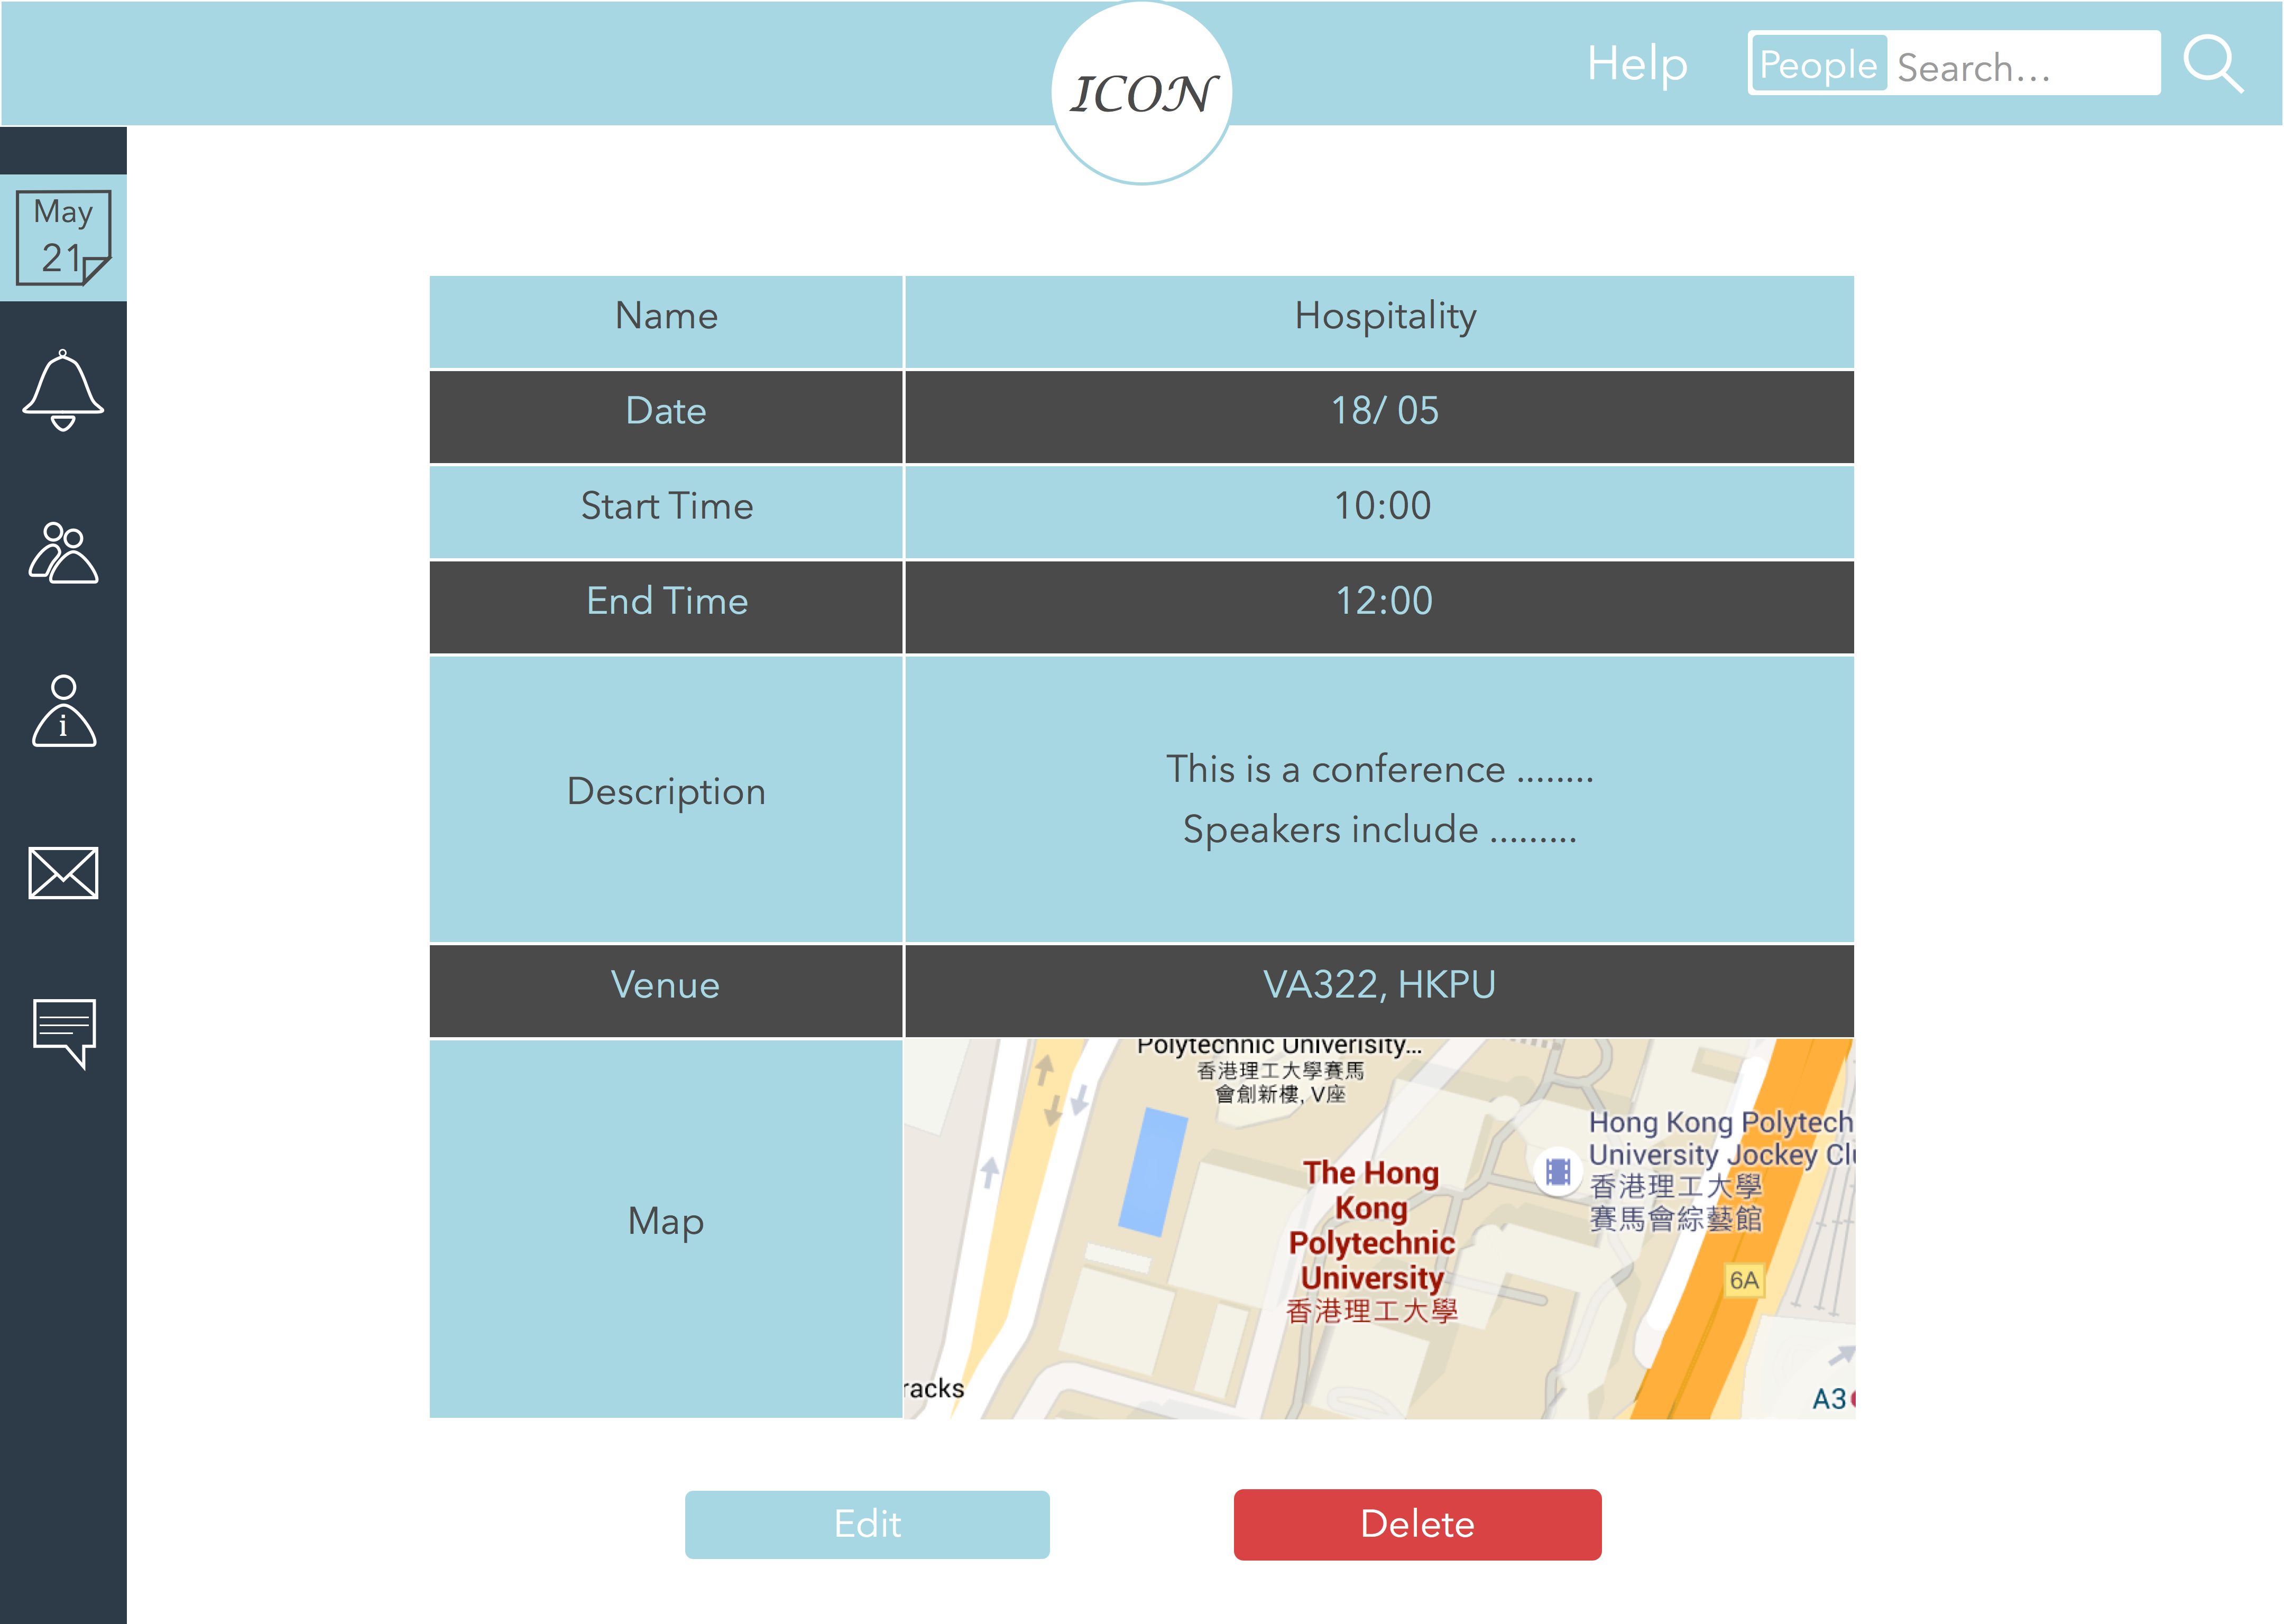 ICON
Help
People
Search...
May
21
Name
Hospitality
Date
18/ 05
Start Time
10:00
End Time
12:00
Description
This is a conference ........
Speakers include .........
Venue
VA322, HKPU
Map
Polytechnic Univerisity...
香港理工大學賽馬
會創新樓, V座
Hong Kong Polytech
University Jockey Clu
香港理工大學
賽馬會綜藝館
The Hong
Kong
Polytechnic
University
香港理工大學
6A
racks
A3
i
Edit
Delete